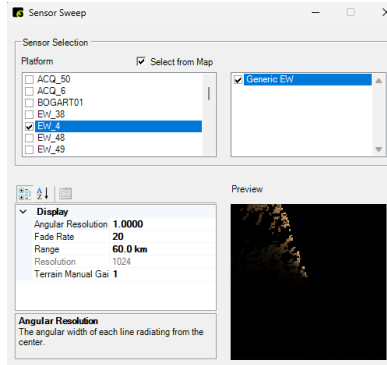 Sensor Sweep
Sensor Selection
Platform
Select from Map
ACQ_50
ACQ_6
BOGART01
EW_38
EW_4
EW_48
EW_49
Generic EW
Preview
Display
Angular Resolution 1.0000
Fade Rate 20
Range 60.0 km
Resolution 1024
Terrain Manual Gai 1
Angular Resolution
The angular width of each line radiating from the
center.